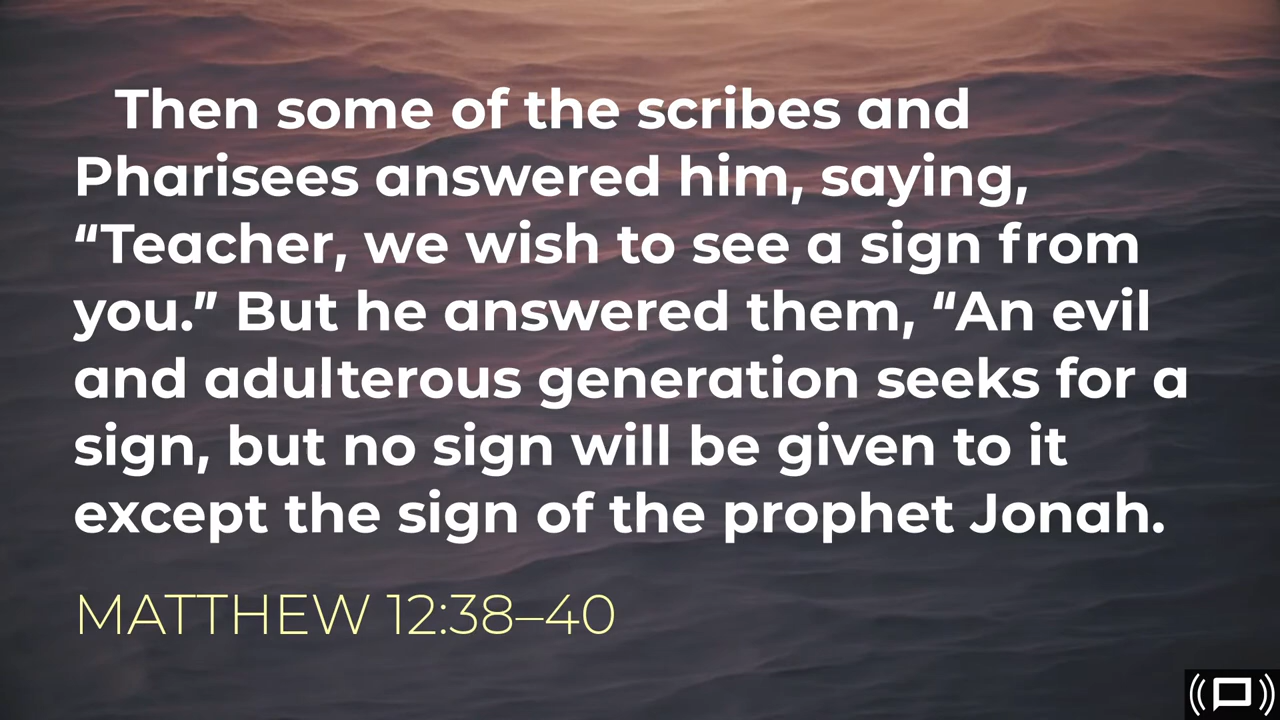 Then some of the scribes and
Pharisees answered him, saying,
“Teacher, we wish to see a sign from
you.” But he answered them, “An evil
and adulterous generation seeks for a
sign, but no sign will be given to it
except the sign of the prophet Jonah.
MATTHEW 12:38–40